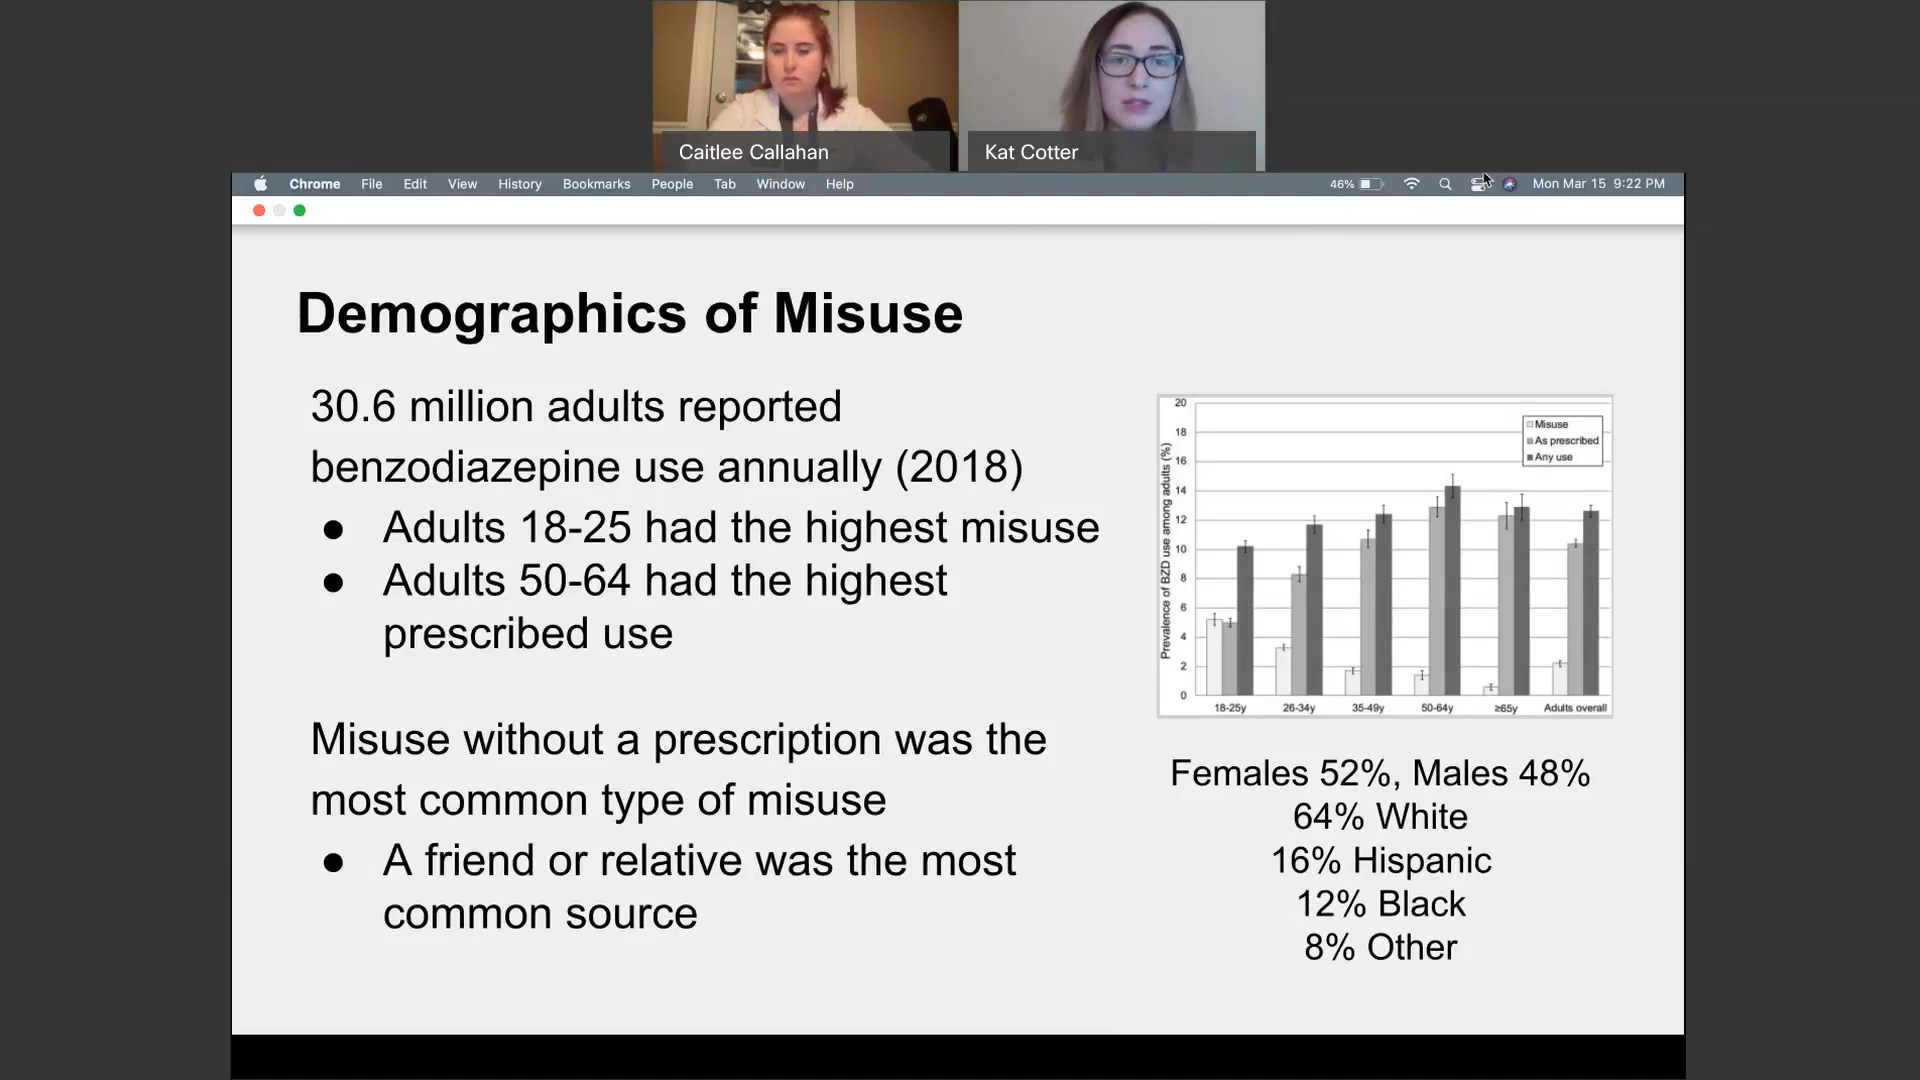 Caitlee Callahan
Kat Cotter
Chrome File Edit View History Bookmarks People Tab Window Help 46% Mon Mar 15 9:22 PM
Demographics of Misuse
30.6 million adults reported
benzodiazepine use annually (2018)
● Adults 18-25 had the highest misuse
● Adults 50-64 had the highest
prescribed use
Misuse without a prescription was the
most common type of misuse
● A friend or relative was the most
common source
Prevalence of BZD use among adults (%)
20
18
16
14
12
10
8
6
4
2
0
Misuse
As prescribed
Any use
18-25y 26-34y 35-49y 50-64y ≥65y Adults overall
Females 52%, Males 48%
64% White
16% Hispanic
12% Black
8% Other